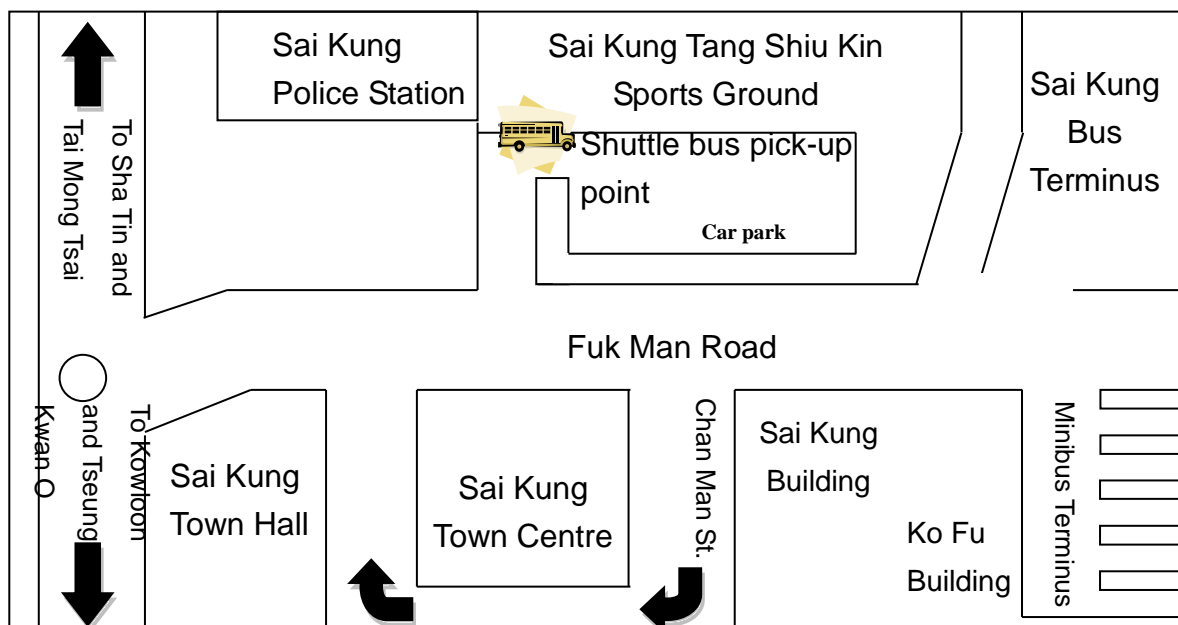 Sai Kung
Police Station
Sai Kung Tang Shiu Kin
Sports Ground
Shuttle bus pick-up
point
Car park
Sai Kung
Bus
Terminus
To Sha Tin and
Tai Mong Tsai
Fuk Man Road
To Kowloon
and Tseung
Kwan O
Sai Kung
Town Hall
Sai Kung
Town Centre
Chan Man St.
Sai Kung
Building
Ko Fu
Building
Minibus Terminus